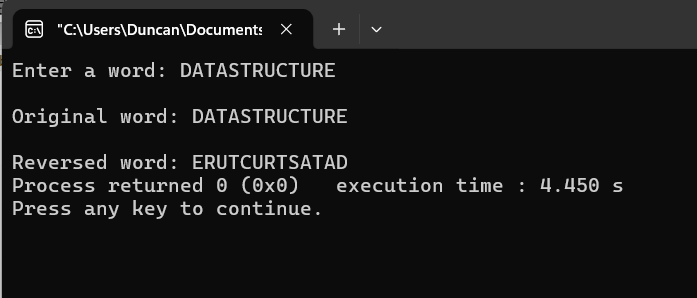 "C:\Users\Duncan\Documents
Enter a word: DATASTRUCTURE
Original word: DATASTRUCTURE
Reversed word: ERUTCURTSATAD
Process returned 0 (0x0)   execution time : 4.450 s
Press any key to continue.